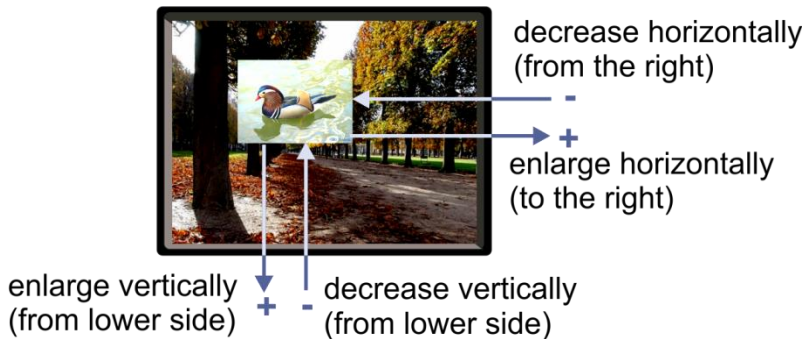 decrease horizontally
(from the right)
-
+
enlarge horizontally
(to the right)
enlarge vertically
(from lower side)
+
-
decrease vertically
(from lower side)